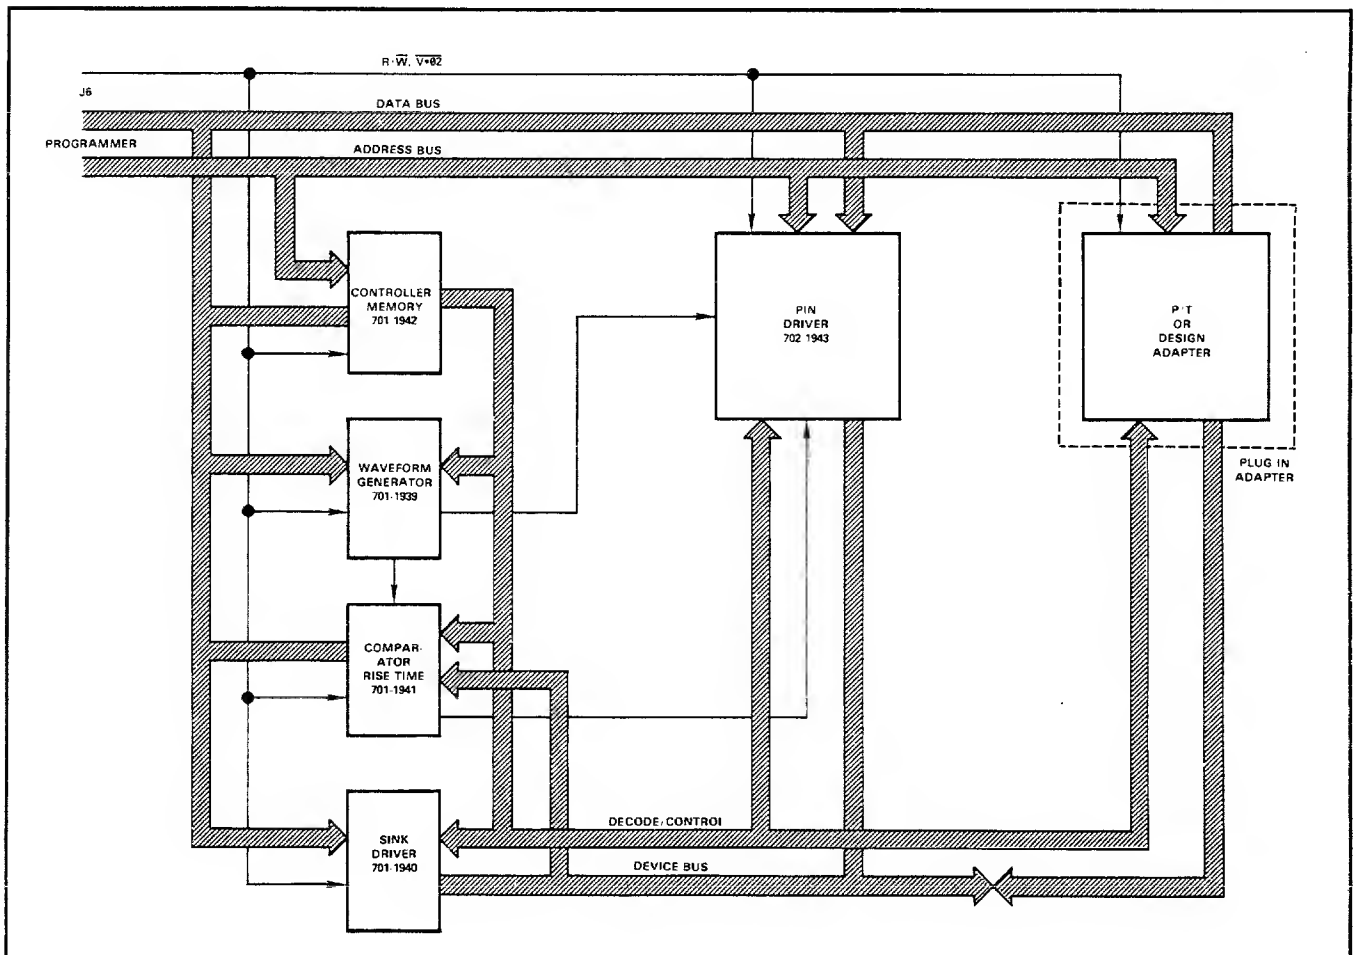 R·W̅, V̅•̅0̅2̅
J6
DATA BUS
PROGRAMMER
ADDRESS BUS
CONTROLLER
MEMORY
701 1942
PIN
DRIVER
702 1943
P/T
OR
DESIGN
ADAPTER
PLUG IN
ADAPTER
WAVEFORM
GENERATOR
701-1939
COMPAR-
ATOR
RISE TIME
701-1941
SINK
DRIVER
701-1940
DECODE/CONTROL
DEVICE BUS